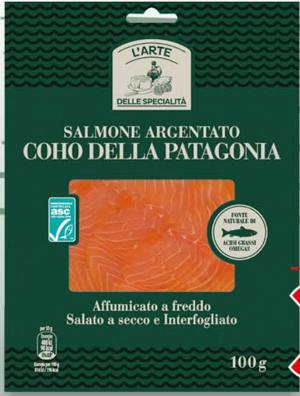 L'ARTE
DELLE SPECIALITÀ
SALMONE ARGENTATO
COHO DELLA PATAGONIA
asc
FONTE
NATURALE DI
ACIDI GRASSI
OMEGA3
Affumicato a freddo
Salato a secco e Interfogliato
100 g